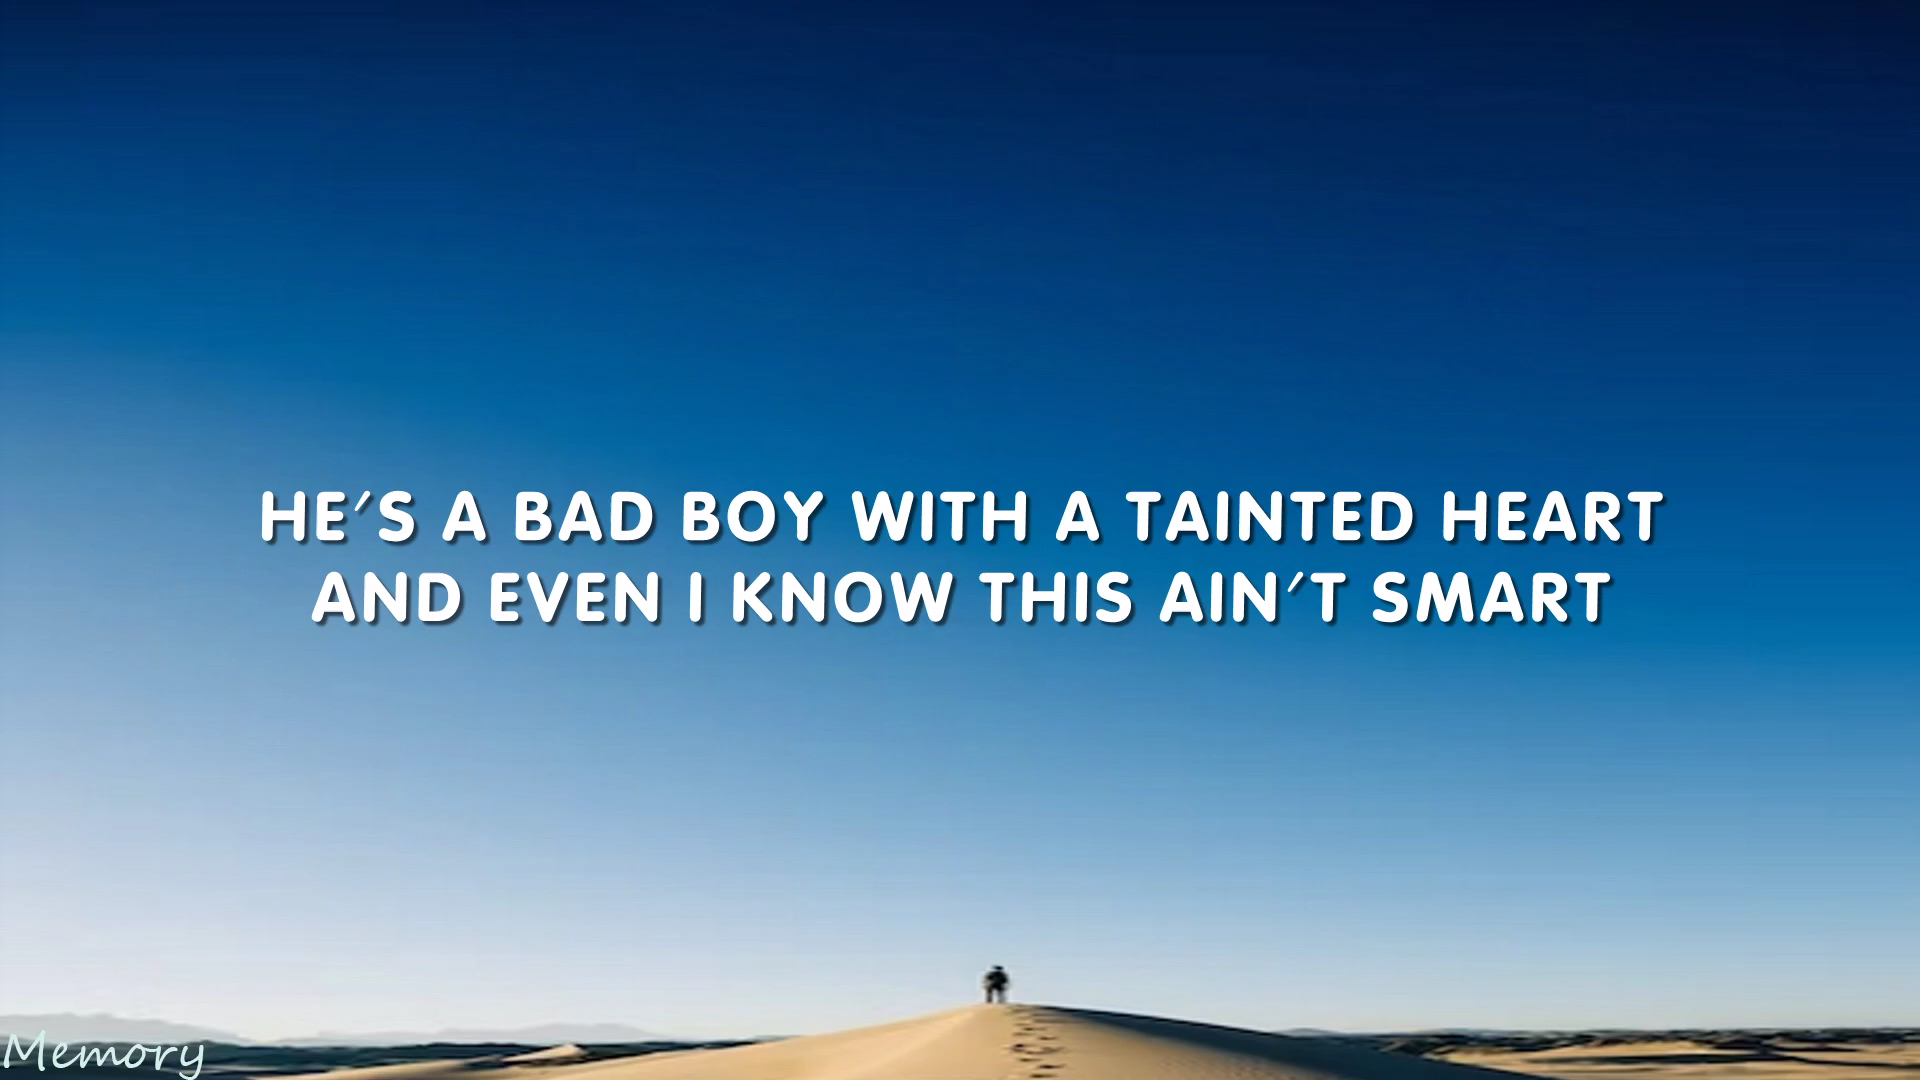 HE'S A BAD BOY WITH A TAINTED HEART
AND EVEN I KNOW THIS AIN'T SMART
Memory